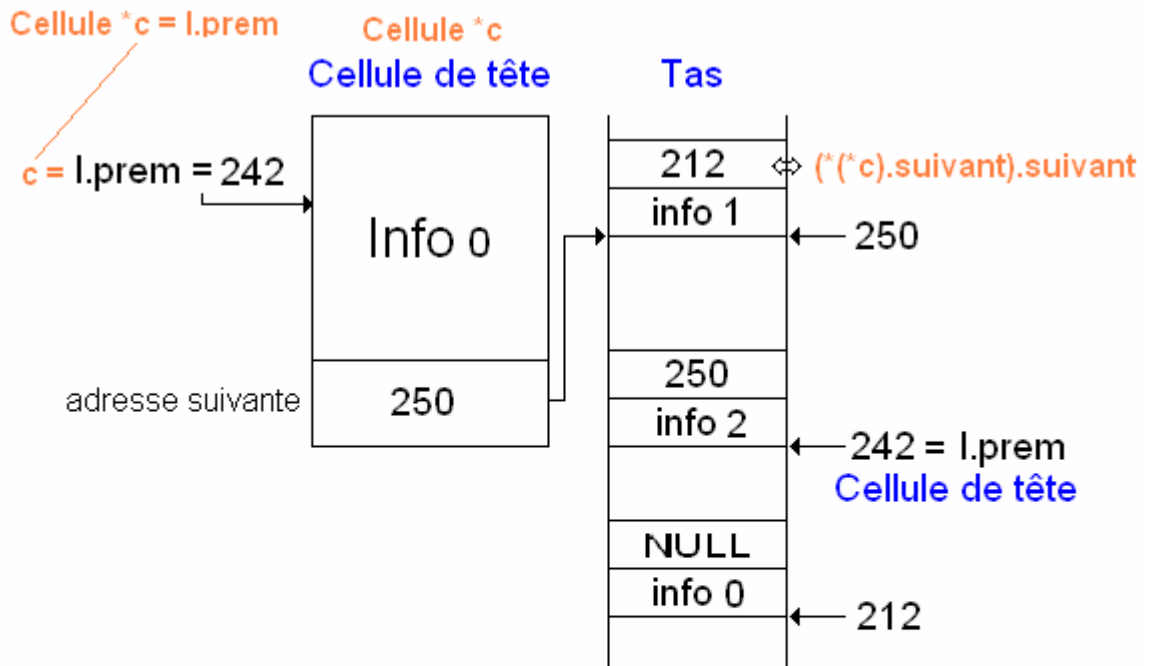 Cellule *c = l.prem
Cellule *c
Cellule de tête
Tas
c = l.prem = 242
Info 0
212
(*(*c).suivant).suivant
info 1
250
adresse suivante
250
250
info 2
242 = l.prem
Cellule de tête
NULL
info 0
212